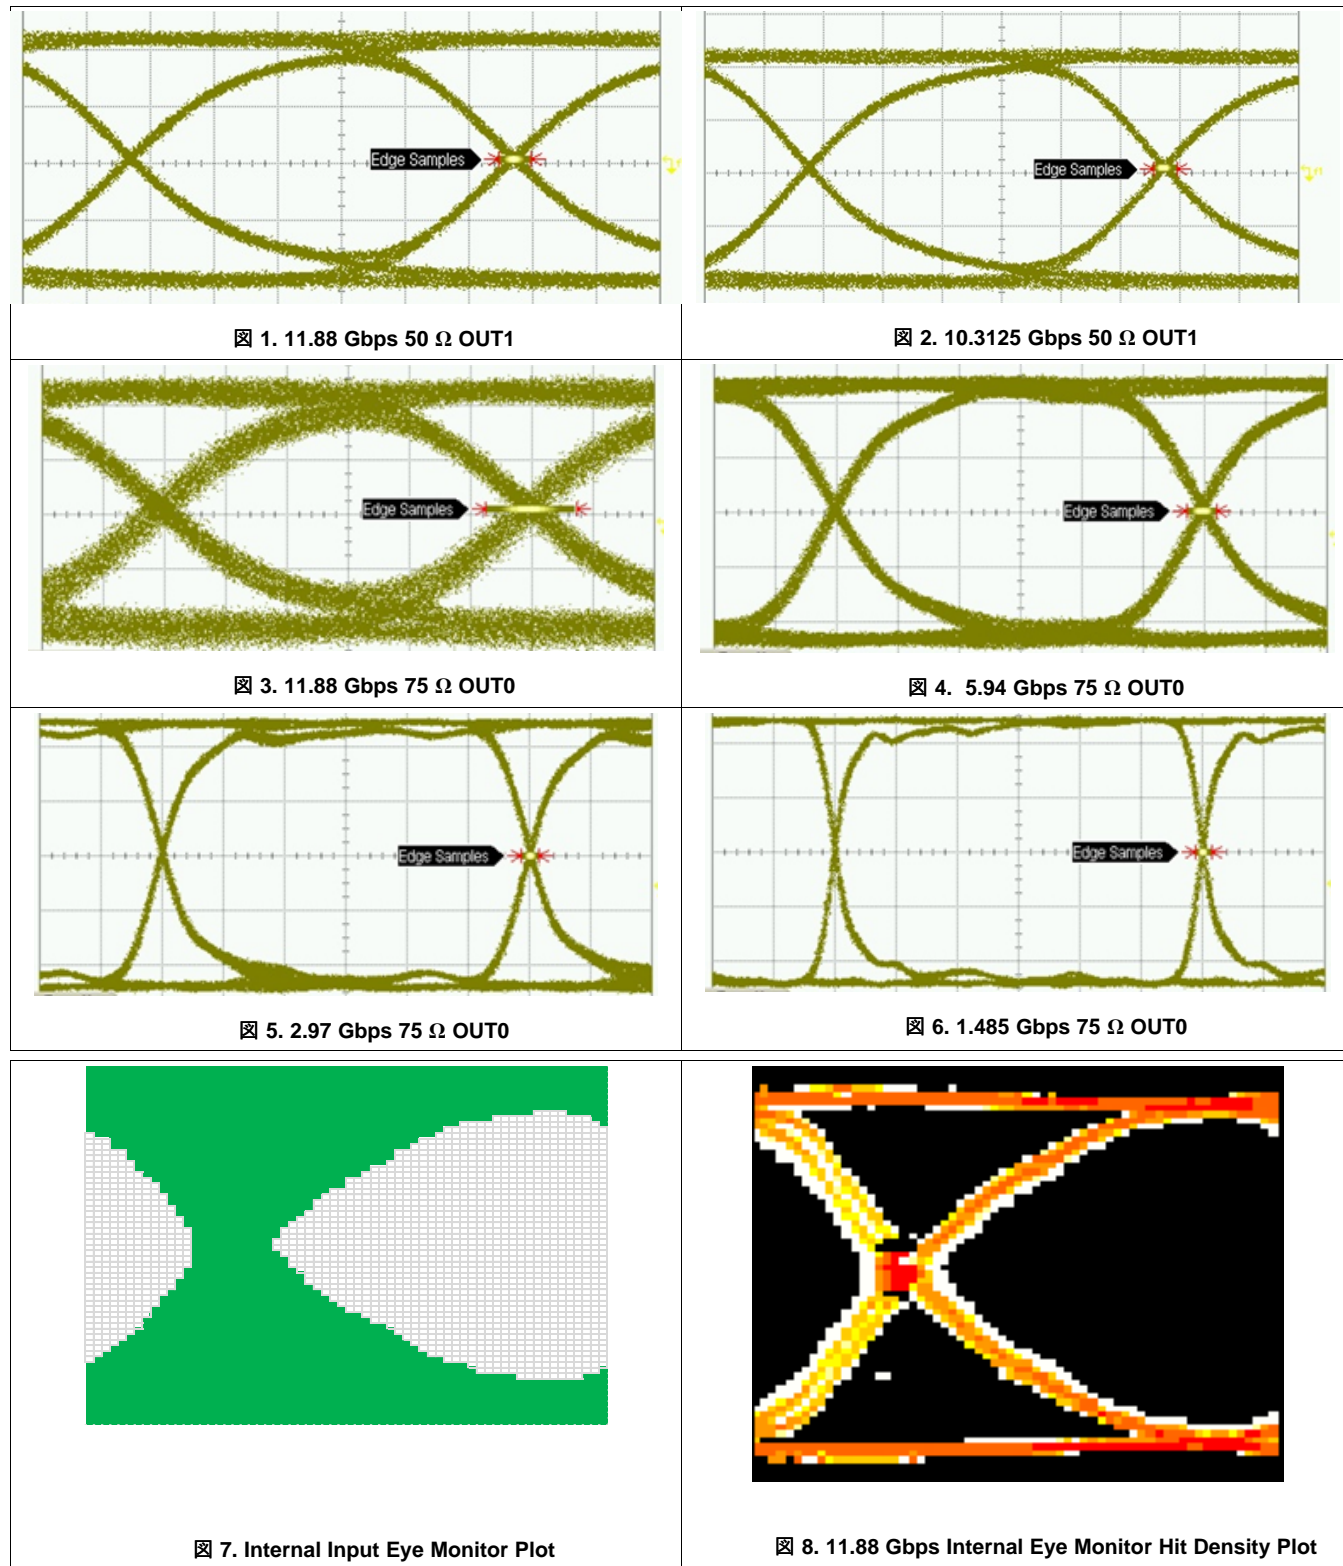 Edge Samples
Edge Samples
図 1. 11.88 Gbps 50 Ω OUT1
図 2. 10.3125 Gbps 50 Ω OUT1
Edge Samples
Edge Samples
図 3. 11.88 Gbps 75 Ω OUT0
図 4. 5.94 Gbps 75 Ω OUT0
Edge Samples
Edge Samples
図 5. 2.97 Gbps 75 Ω OUT0
図 6. 1.485 Gbps 75 Ω OUT0
図 7. Internal Input Eye Monitor Plot
図 8. 11.88 Gbps Internal Eye Monitor Hit Density Plot